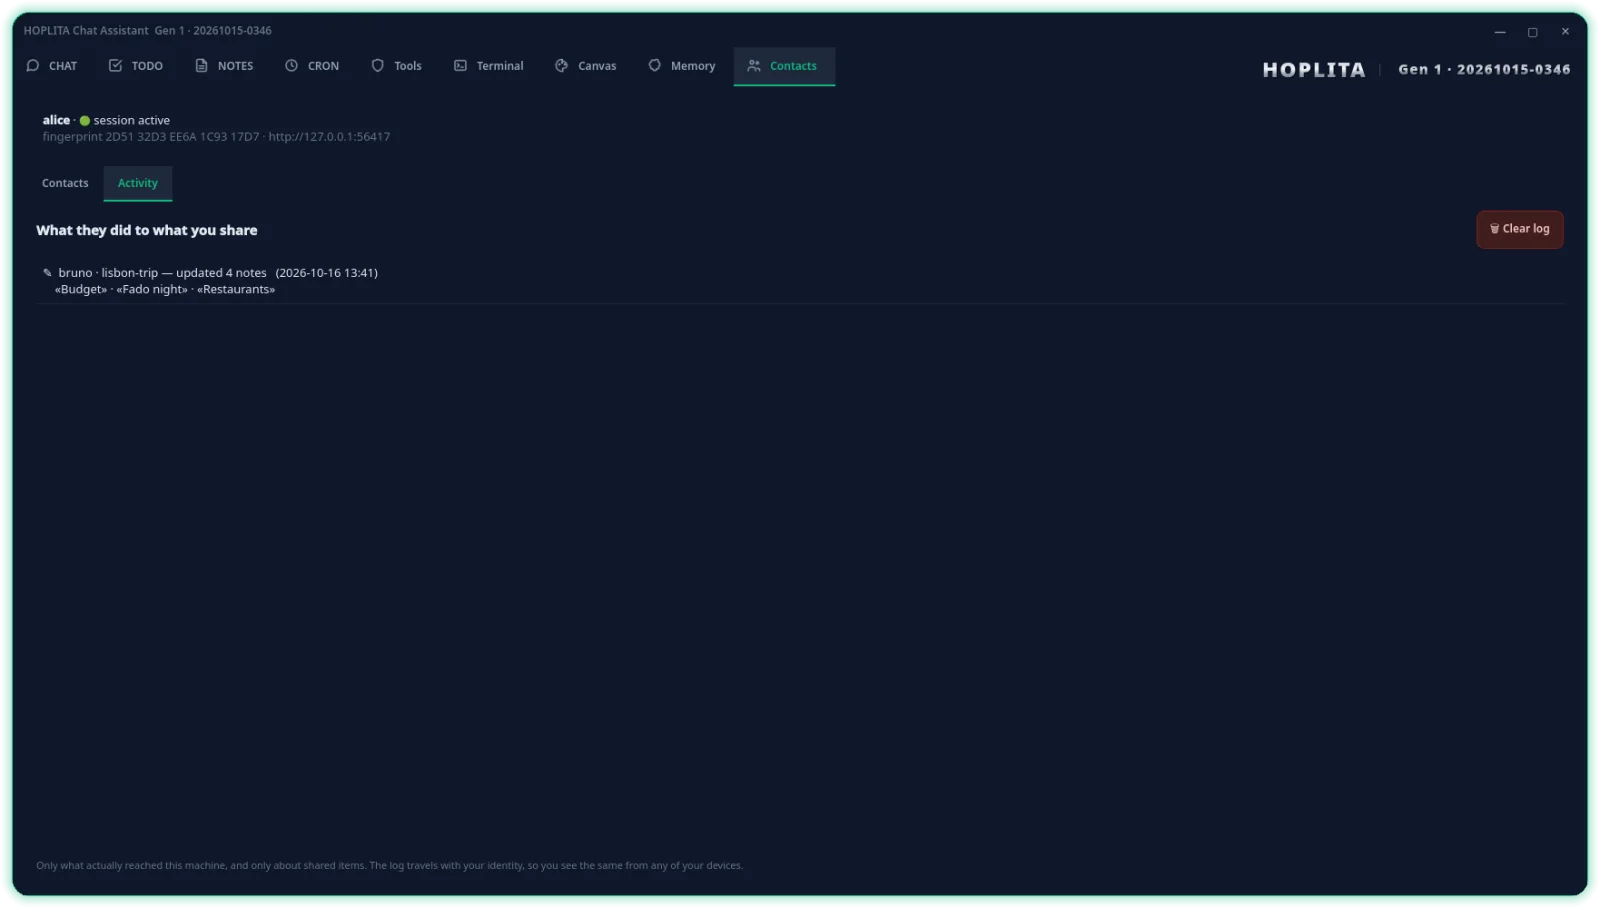 HOPLITA Chat Assistant Gen 1 · 20261015-0346
CHAT
TODO
NOTES
CRON
Tools
Terminal
Canvas
Memory
Contacts
HOPLITA | Gen 1 · 20261015-0346
alice · session active
fingerprint 2D51 32D3 EE6A 1C93 17D7 · http://127.0.0.1:56417
Contacts
Activity
What they did to what you share
Clear log
bruno · lisbon-trip — updated 4 notes (2026-10-16 13:41)
«Budget» · «Fado night» · «Restaurants»
Only what actually reached this machine, and only about shared items. The log travels with your identity, so you see the same from any of your devices.